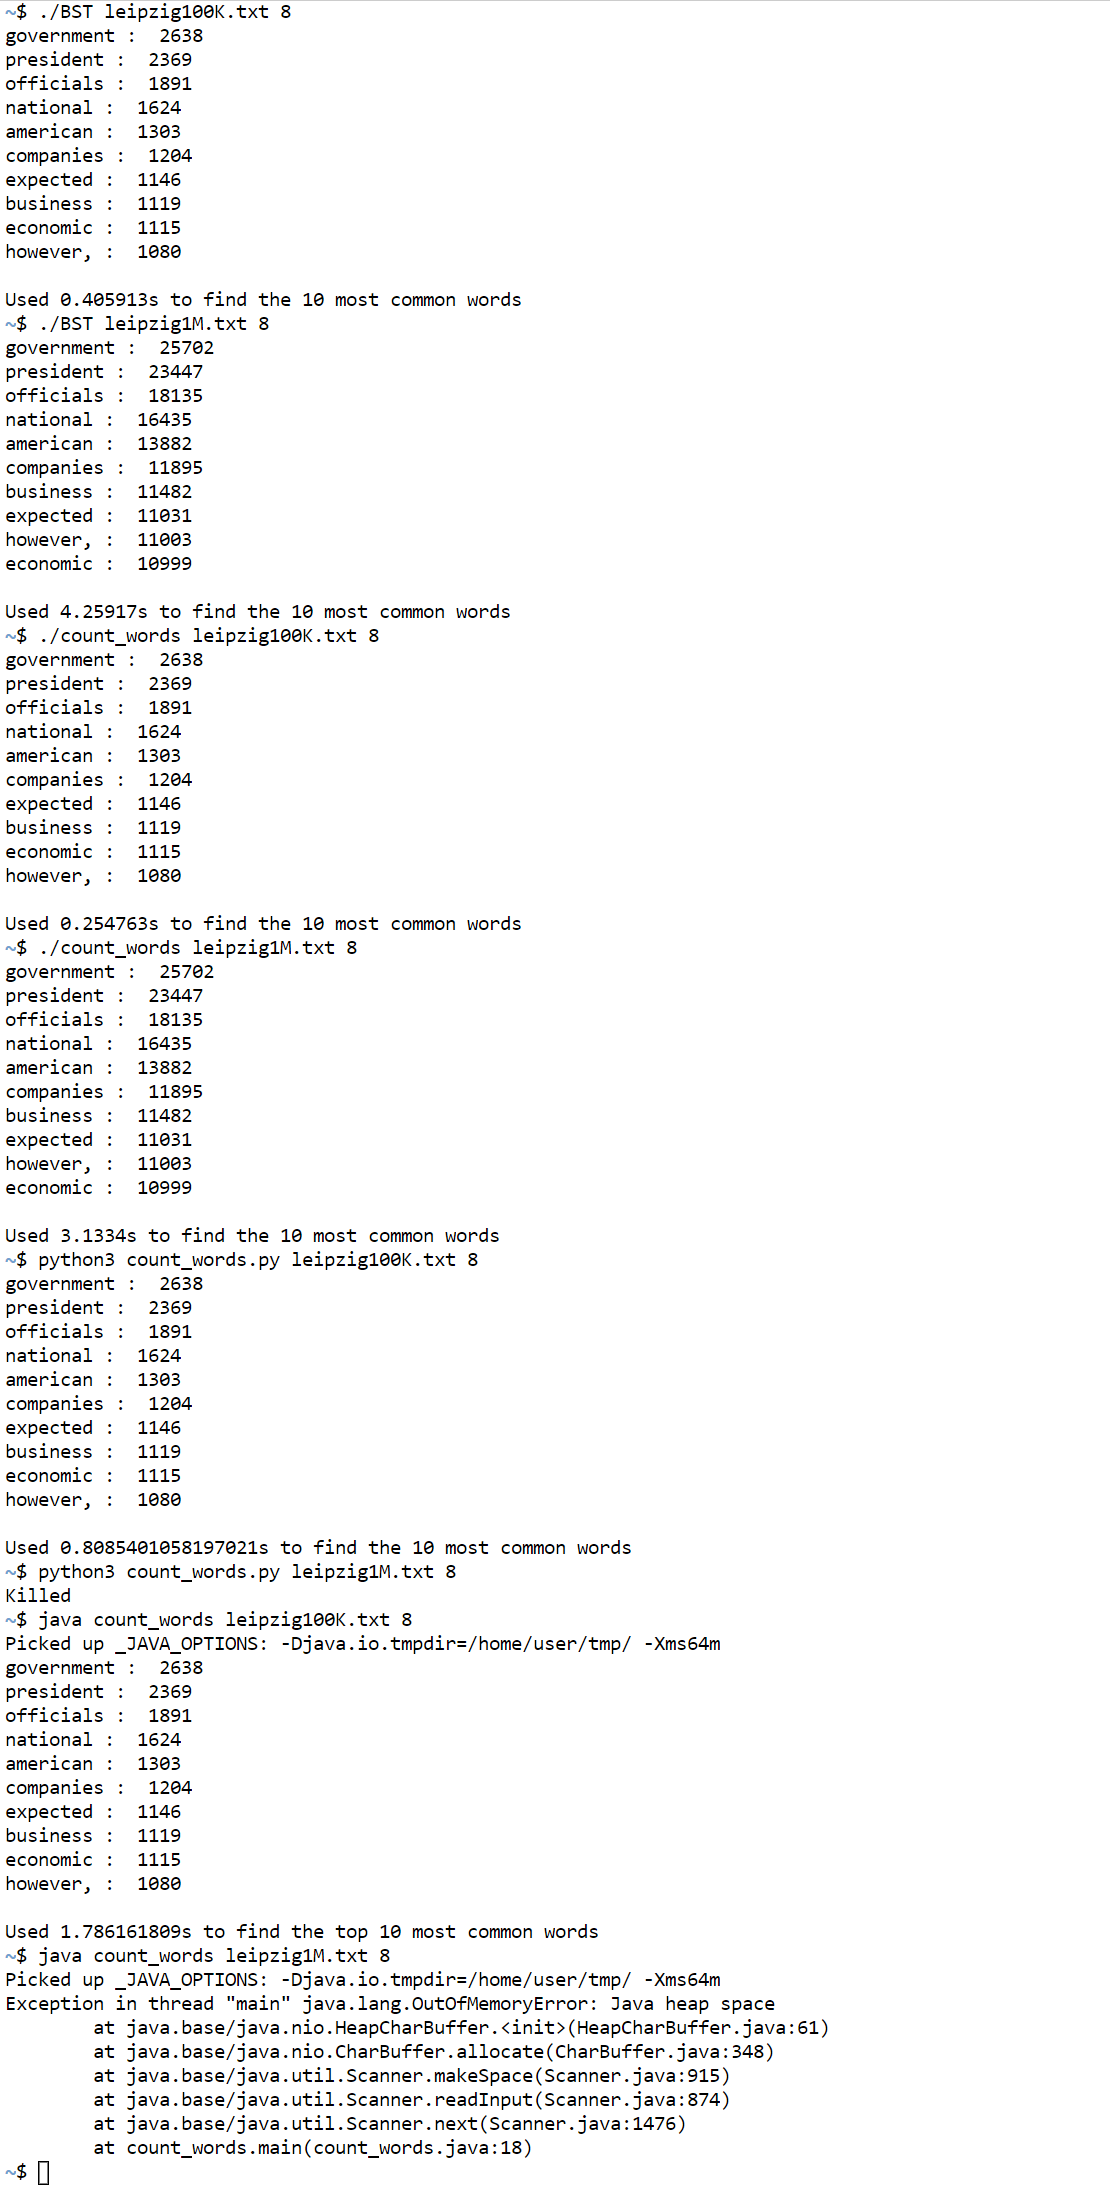 ~$ ./BST leipzig100K.txt 8
government :  2638
president :  2369
officials :  1891
national :  1624
american :  1303
companies :  1204
expected :  1146
business :  1119
economic :  1115
however, :  1080

Used 0.405913s to find the 10 most common words
~$ ./BST leipzig1M.txt 8
government :  25702
president :  23447
officials :  18135
national :  16435
american :  13882
companies :  11895
business :  11482
expected :  11031
however, :  11003
economic :  10999

Used 4.25917s to find the 10 most common words
~$ ./count_words leipzig100K.txt 8
government :  2638
president :  2369
officials :  1891
national :  1624
american :  1303
companies :  1204
expected :  1146
business :  1119
economic :  1115
however, :  1080

Used 0.254763s to find the 10 most common words
~$ ./count_words leipzig1M.txt 8
government :  25702
president :  23447
officials :  18135
national :  16435
american :  13882
companies :  11895
business :  11482
expected :  11031
however, :  11003
economic :  10999

Used 3.1334s to find the 10 most common words
~$ python3 count_words.py leipzig100K.txt 8
government :  2638
president :  2369
officials :  1891
national :  1624
american :  1303
companies :  1204
expected :  1146
business :  1119
economic :  1115
however, :  1080

Used 0.8085401058197021s to find the 10 most common words
~$ python3 count_words.py leipzig1M.txt 8
Killed
~$ java count_words leipzig100K.txt 8
Picked up _JAVA_OPTIONS: -Djava.io.tmpdir=/home/user/tmp/ -Xms64m
government :  2638
president :  2369
officials :  1891
national :  1624
american :  1303
companies :  1204
expected :  1146
business :  1119
economic :  1115
however, :  1080

Used 1.786161809s to find the top 10 most common words
~$ java count_words leipzig1M.txt 8
Picked up _JAVA_OPTIONS: -Djava.io.tmpdir=/home/user/tmp/ -Xms64m
Exception in thread "main" java.lang.OutOfMemoryError: Java heap space
        at java.base/java.nio.HeapCharBuffer.<init>(HeapCharBuffer.java:61)
        at java.base/java.nio.CharBuffer.allocate(CharBuffer.java:348)
        at java.base/java.util.Scanner.makeSpace(Scanner.java:915)
        at java.base/java.util.Scanner.readInput(Scanner.java:874)
        at java.base/java.util.Scanner.next(Scanner.java:1476)
        at count_words.main(count_words.java:18)
~$